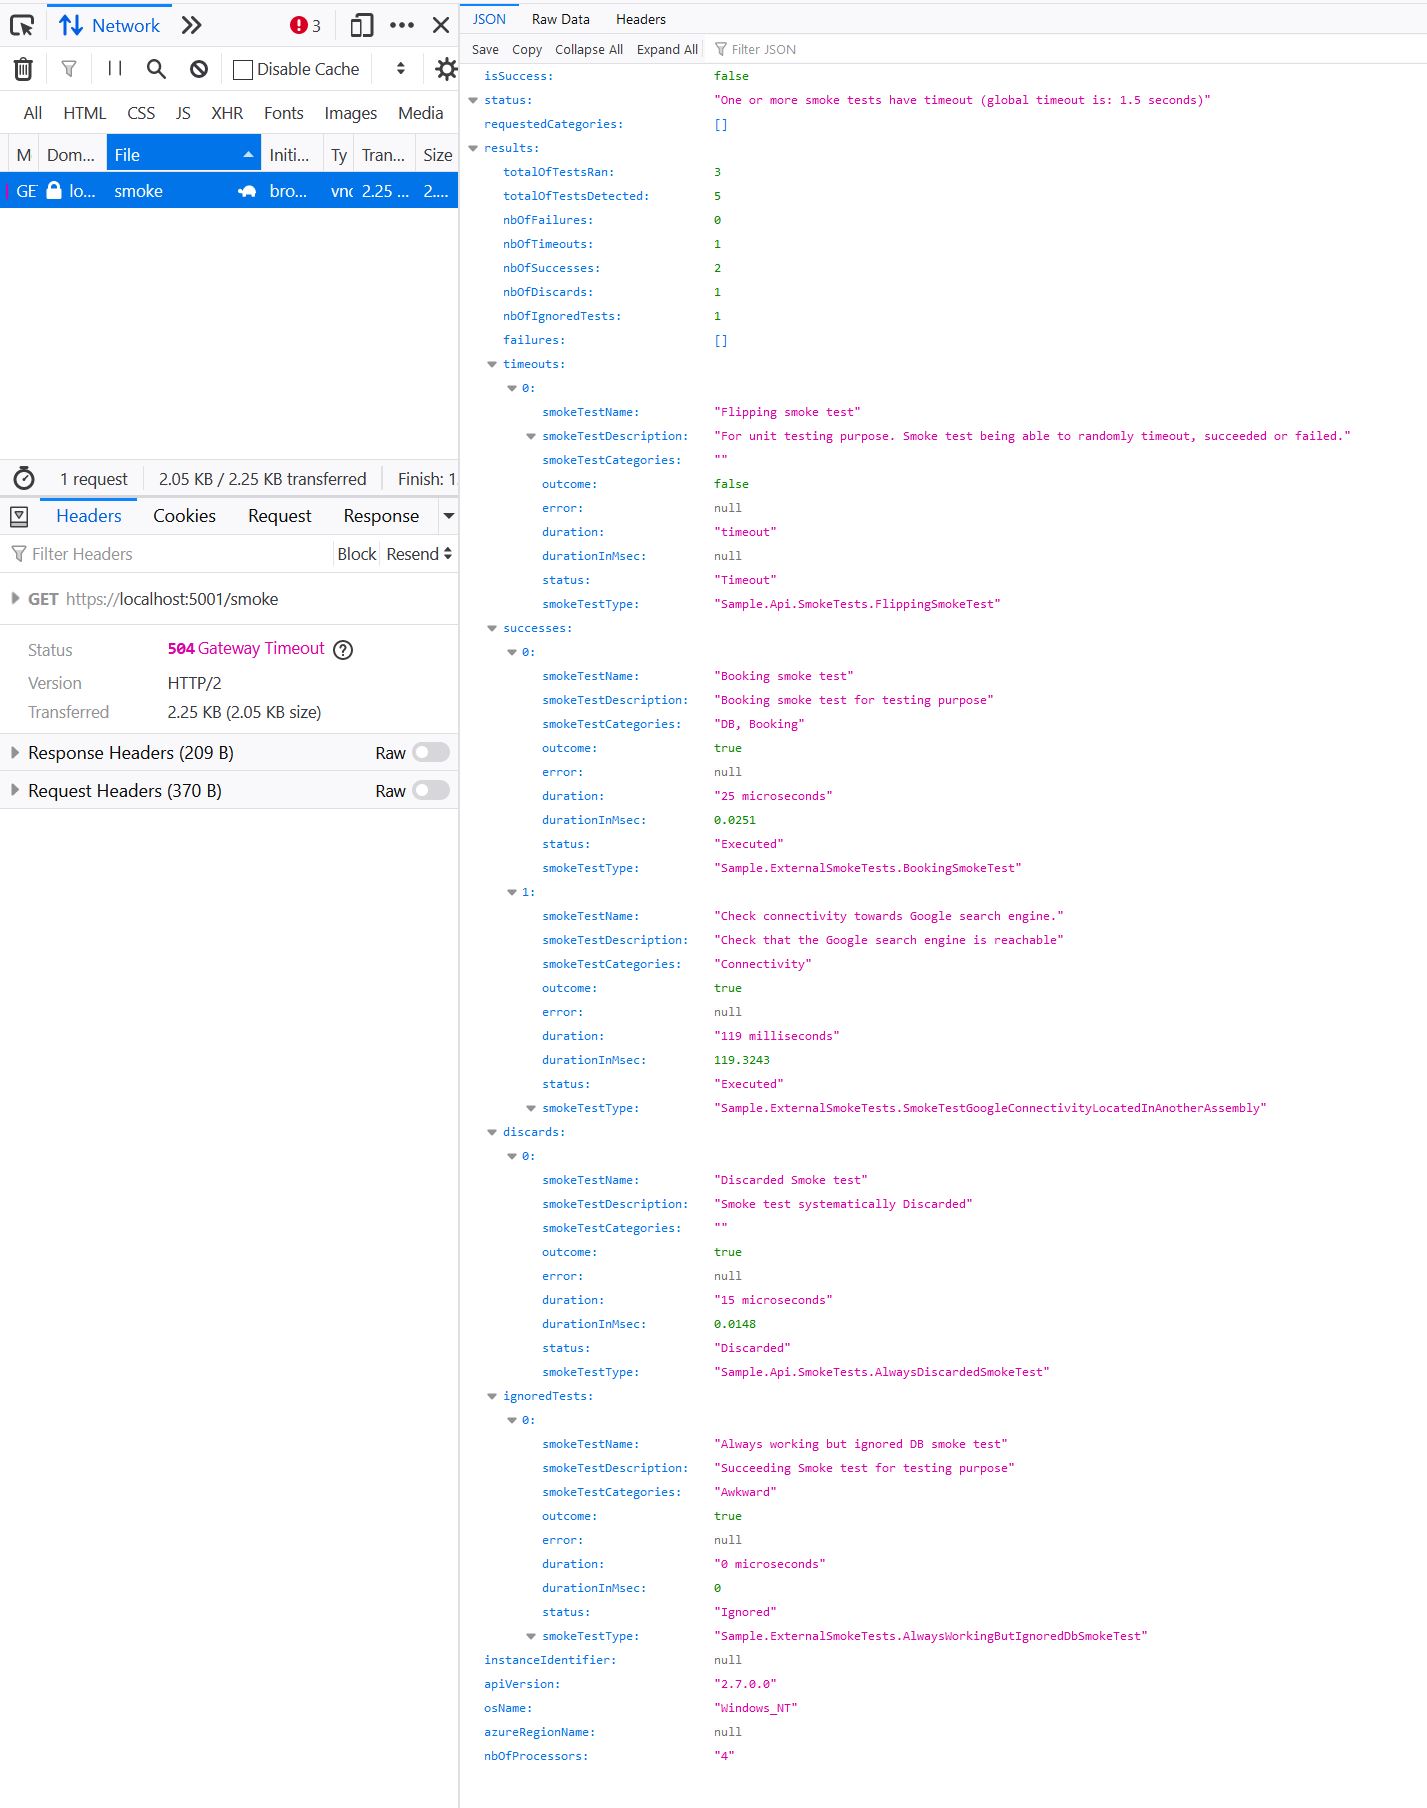 Network
3
Disable Cache
All HTML CSS JS XHR Fonts Images Media
M Dom... File Initi... Ty Tran... Size
GE lo... smoke bro... vnd 2.25 ... 2....
1 request 2.05 KB / 2.25 KB transferred Finish: 1.
Headers Cookies Request Response
Filter Headers Block Resend
GET https://localhost:5001/smoke
Status 504 Gateway Timeout
Version HTTP/2
Transferred 2.25 KB (2.05 KB size)
Response Headers (209 B) Raw
Request Headers (370 B) Raw
JSON Raw Data Headers
Save Copy Collapse All Expand All Filter JSON
isSuccess: false
status: "One or more smoke tests have timeout (global timeout is: 1.5 seconds)"
requestedCategories: []
results:
totalOfTestsRan: 3
totalOfTestsDetected: 5
nbOfFailures: 0
nbOfTimeouts: 1
nbOfSuccesses: 2
nbOfDiscards: 1
nbOfIgnoredTests: 1
failures: []
timeouts:
0:
smokeTestName: "Flipping smoke test"
smokeTestDescription: "For unit testing purpose. Smoke test being able to randomly timeout, succeeded or failed."
smokeTestCategories: ""
outcome: false
error: null
duration: "timeout"
durationInMsec: null
status: "Timeout"
smokeTestType: "Sample.Api.SmokeTests.FlippingSmokeTest"
successes:
0:
smokeTestName: "Booking smoke test"
smokeTestDescription: "Booking smoke test for testing purpose"
smokeTestCategories: "DB, Booking"
outcome: true
error: null
duration: "25 microseconds"
durationInMsec: 0.0251
status: "Executed"
smokeTestType: "Sample.ExternalSmokeTests.BookingSmokeTest"
1:
smokeTestName: "Check connectivity towards Google search engine."
smokeTestDescription: "Check that the Google search engine is reachable"
smokeTestCategories: "Connectivity"
outcome: true
error: null
duration: "119 milliseconds"
durationInMsec: 119.3243
status: "Executed"
smokeTestType: "Sample.ExternalSmokeTests.SmokeTestGoogleConnectivityLocatedInAnotherAssembly"
discards:
0:
smokeTestName: "Discarded Smoke test"
smokeTestDescription: "Smoke test systematically Discarded"
smokeTestCategories: ""
outcome: true
error: null
duration: "15 microseconds"
durationInMsec: 0.0148
status: "Discarded"
smokeTestType: "Sample.Api.SmokeTests.AlwaysDiscardedSmokeTest"
ignoredTests:
0:
smokeTestName: "Always working but ignored DB smoke test"
smokeTestDescription: "Succeeding Smoke test for testing purpose"
smokeTestCategories: "Awkward"
outcome: true
error: null
duration: "0 microseconds"
durationInMsec: 0
status: "Ignored"
smokeTestType: "Sample.ExternalSmokeTests.AlwaysWorkingButIgnoredDbSmokeTest"
instanceIdentifier: null
apiVersion: "2.7.0.0"
osName: "Windows_NT"
azureRegionName: null
nbOfProcessors: "4"